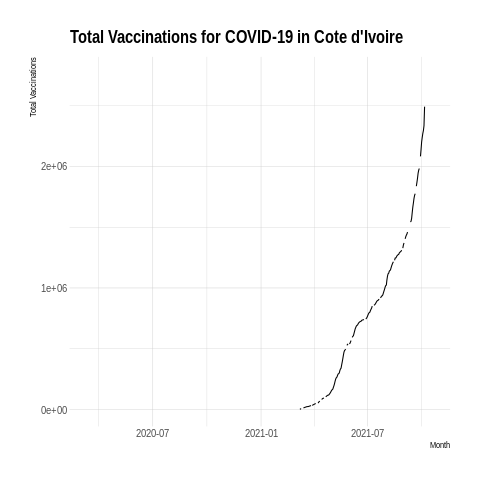 Total Vaccinations for COVID-19 in Cote d'Ivoire
Total Vaccinations
2e+06
1e+06
0e+00
2020-07
2021-01
2021-07
Month